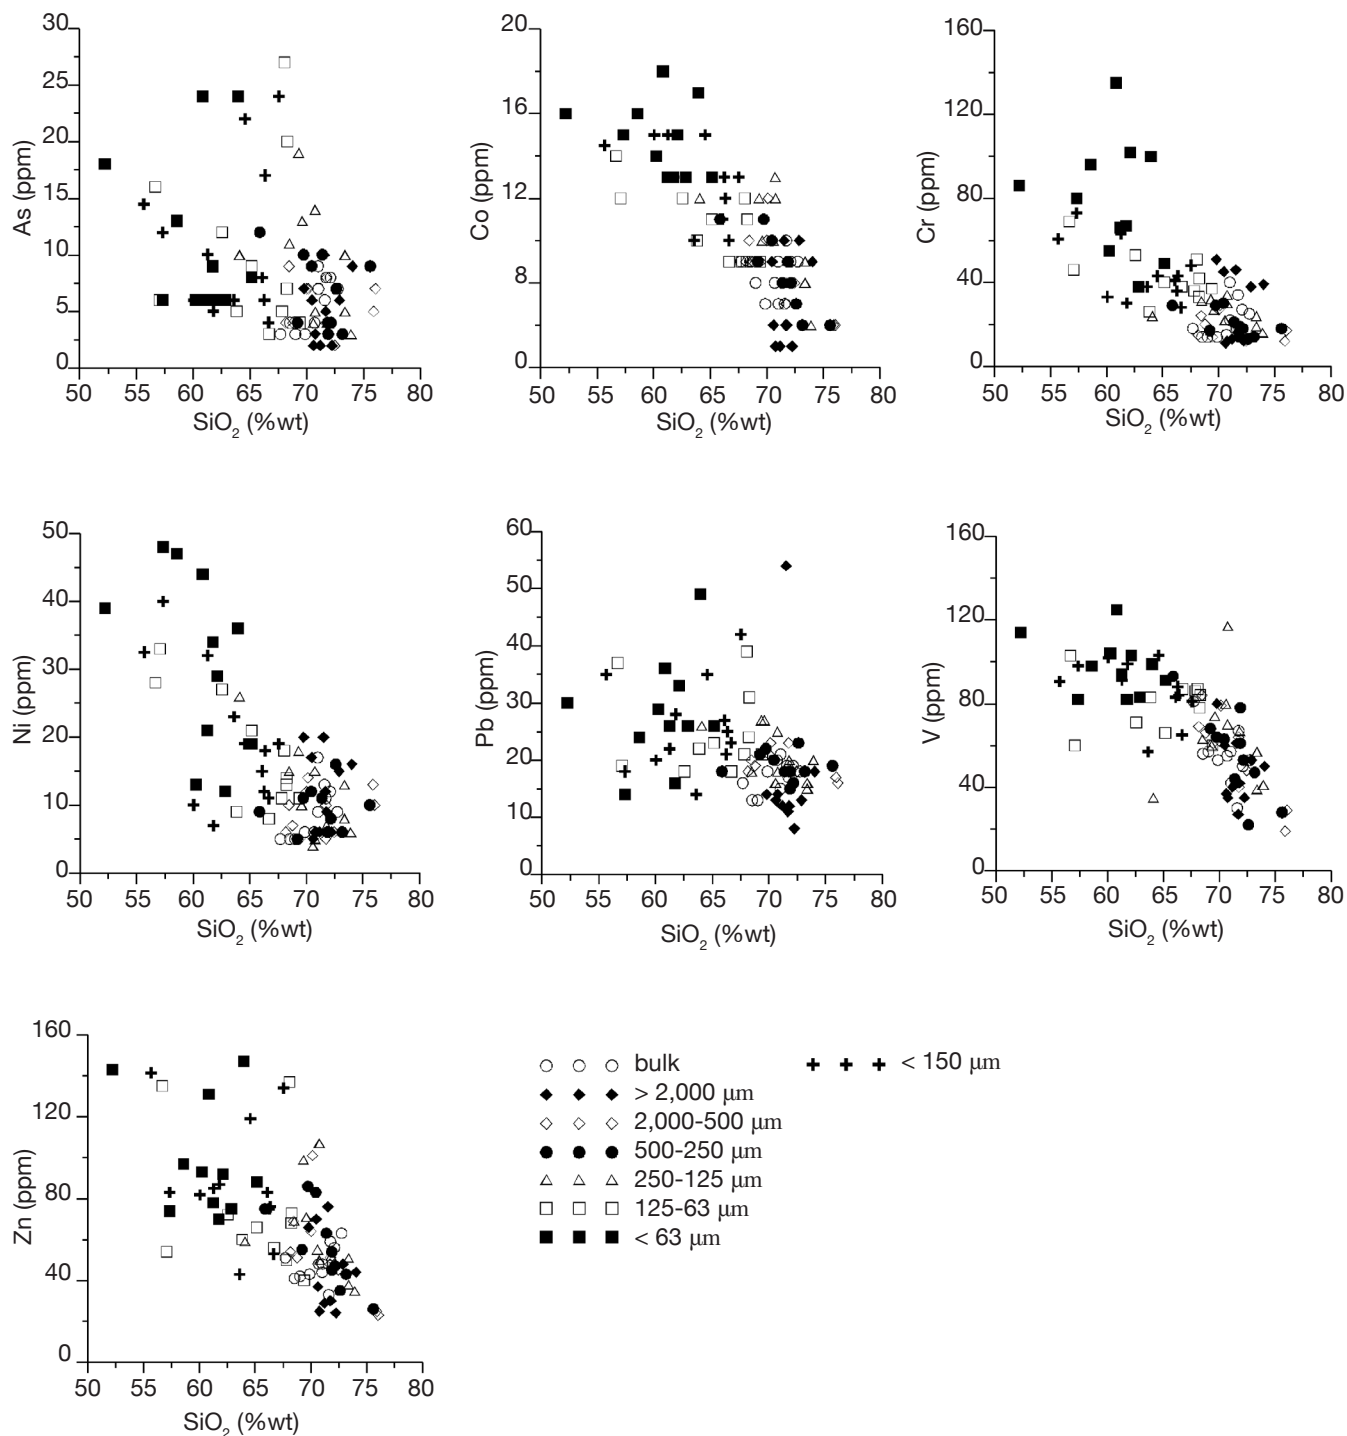 30
25
20
15
10
5
0
As (ppm)
50 55 60 65 70 75 80
SiO2 (%wt)
20
16
12
8
4
Co (ppm)
50 55 60 65 70 75 80
SiO2 (%wt)
160
120
80
40
0
Cr (ppm)
50 55 60 65 70 75 80
SiO2 (%wt)
50
40
30
20
10
0
Ni (ppm)
50 55 60 65 70 75 80
SiO2 (%wt)
60
50
40
30
20
10
0
Pb (ppm)
50 55 60 65 70 75 80
SiO2 (%wt)
160
120
80
40
0
V (ppm)
50 55 60 65 70 75 80
SiO2 (%wt)
160
120
80
40
0
Zn (ppm)
50 55 60 65 70 75 80
SiO2 (%wt)
bulk
> 2,000 µm
2,000-500 µm
500-250 µm
250-125 µm
125-63 µm
< 63 µm
< 150 µm